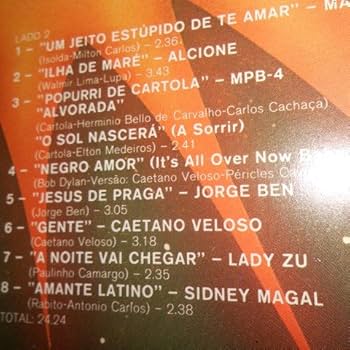 LADO 2
1 - "UM JEITO ESTÚPIDO DE TE AMAR" - MA
(Isolda-Milton Carlos) - 2.36
2 - "ILHA DE MARÉ" - ALCIONE
(Walmir Lima-Lupa) - 3.43
3 - "POPURRI DE CARTOLA" - MPB-4
"ALVORADA"
(Cartola-Herminio Bello de Carvalho-Carlos Cachaça)
"O SOL NASCERÁ" (A Sorrir)
(Cartola-Elton Medeiros) - 2.41
4 - "NEGRO AMOR" (It's All Over Now B
(Bob Dylan-Versão: Caetano Veloso-Péricles Ca
5 - "JESUS DE PRAGA" - JORGE BEN
(Jorge Ben) - 3.05
6 - "GENTE" - CAETANO VELOSO
(Caetano Veloso) - 3.18
7 - "A NOITE VAI CHEGAR" - LADY ZU
(Paulinho Camargo) - 2.35
8 - "AMANTE LATINO" - SIDNEY MAGAL
(Rabito-Antonio Carlos) - 2.38
TOTAL: 24.24